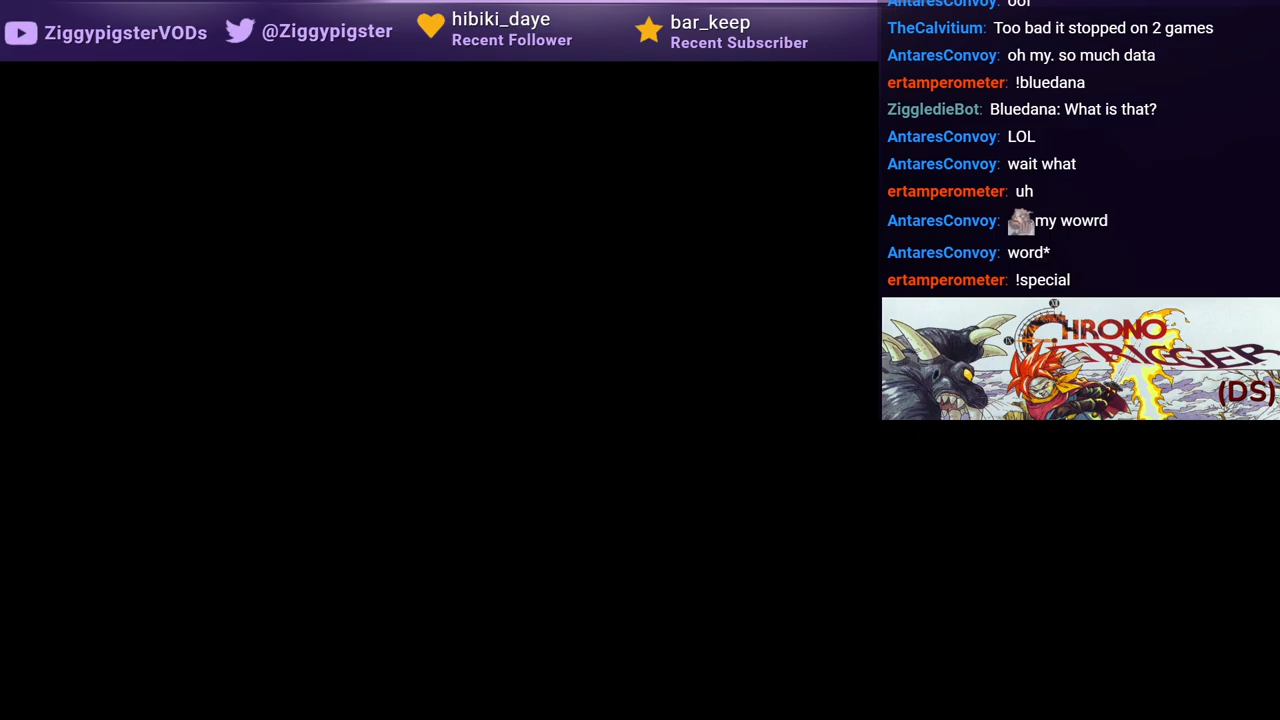 ZiggypigsterVODs
@Ziggypigster
hibiki_daye
Recent Follower
bar_keep
Recent Subscriber
AntaresConvoy: oof
TheCalvitium: Too bad it stopped on 2 games
AntaresConvoy: oh my. so much data
ertamperometer: !bluedana
ZiggledieBot: Bluedana: What is that?
AntaresConvoy: LOL
AntaresConvoy: wait what
ertamperometer: uh
AntaresConvoy: my wowrd
AntaresConvoy: word*
ertamperometer: !special
CHRONO
TRIGGER
(DS)